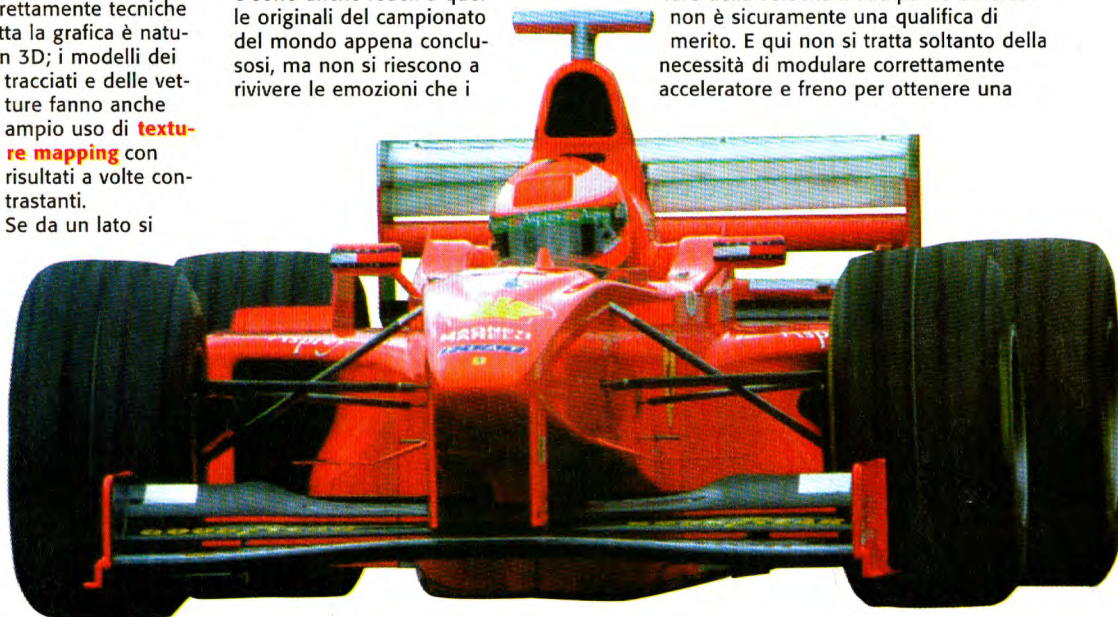 rettamente tecniche
tta la grafica è natu-
n 3D; i modelli dei
tracciati e delle vet-
ture fanno anche
ampio uso di textu-
re mapping con
risultati a volte con-
trastanti.
Se da un lato si
le originali del campionato
del mondo appena conclu-
sosi, ma non si riescono a
rivivere le emozioni che i
non è sicuramente una qualifica di
merito. E qui non si tratta soltanto della
necessità di modulare correttamente
acceleratore e freno per ottenere una